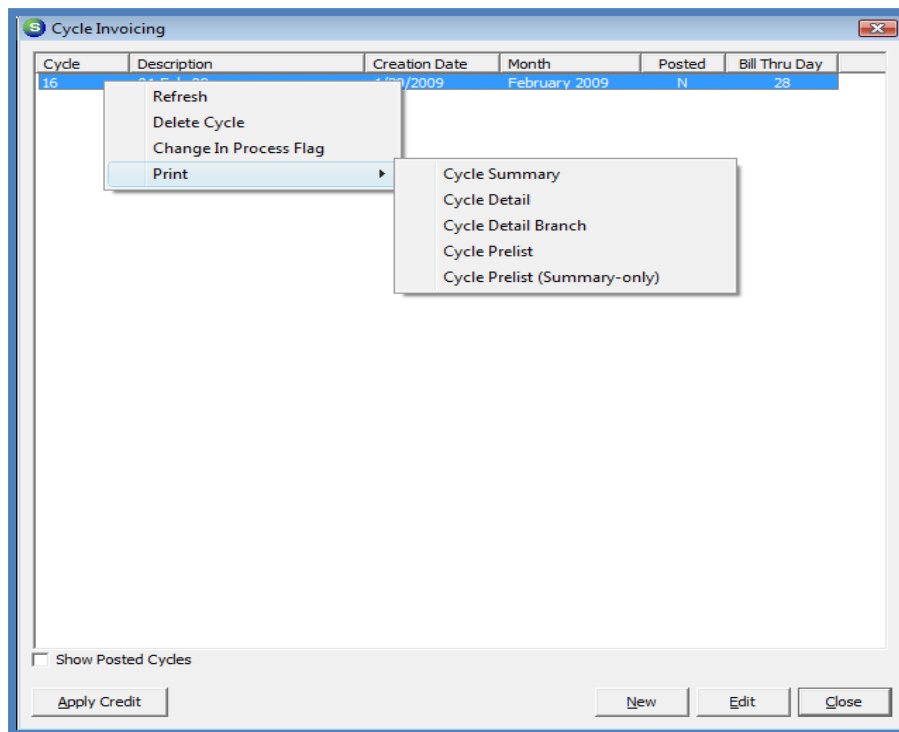 S Cycle Invoicing
Cycle Description Creation Date Month Posted Bill Thru Day
16 /2009 February 2009 N 28
Refresh
Delete Cycle
Change In Process Flag
Print
Cycle Summary
Cycle Detail
Cycle Detail Branch
Cycle Prelist
Cycle Prelist (Summary-only)
Show Posted Cycles
Apply Credit New Edit Close